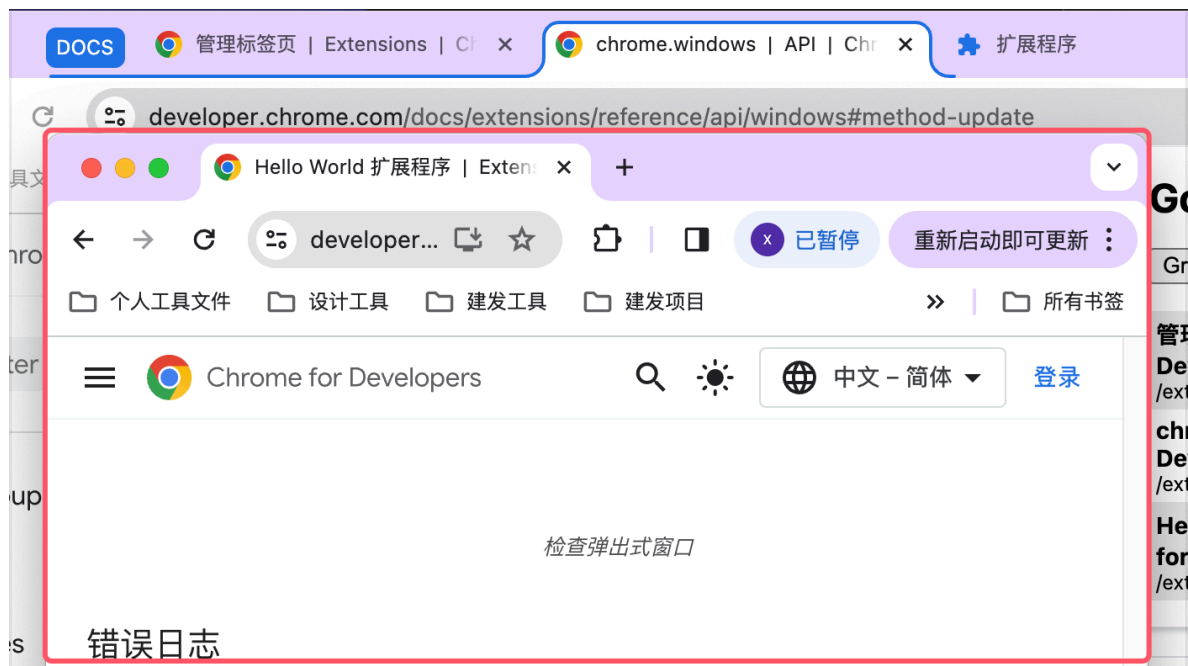 DOCS 管理标签页 | Extensions | Ch chrome.windows | API | Chr 扩展程序
developer.chrome.com/docs/extensions/reference/api/windows#method-update
Hello World 扩展程序 | Exten
具文
Go
developer... x 已暂停 重新启动即可更新
hro
Gr
个人工具文件 设计工具 建发工具 建发项目 » 所有书签
管理
De
/ext
ter
Chrome for Developers 中文 – 简体 登录
chr
De
/ext
oup
He
for
/ext
检查弹出式窗口
错误日志
es